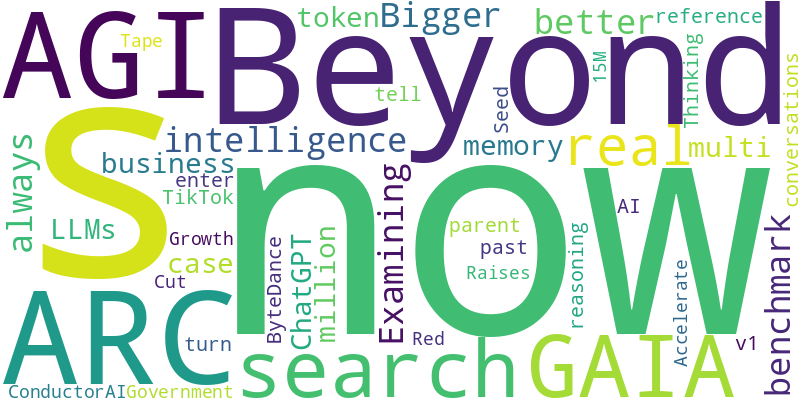 AGI
Tape
Beyond
token
Bigger
better
reference
tell
Seed
15M
Thinking
conversations
S
now
intelligence
memory
real
multi
always
business
enter
TikTok
LLMs
Growth
case
Cut
Examining
parent
past
AI
Raises
reasoning
benchmark
ByteDance
ChatGPT
million
Accelerate
ARC
turn
Red
v1
search
GAIA
ConductorAI
Government